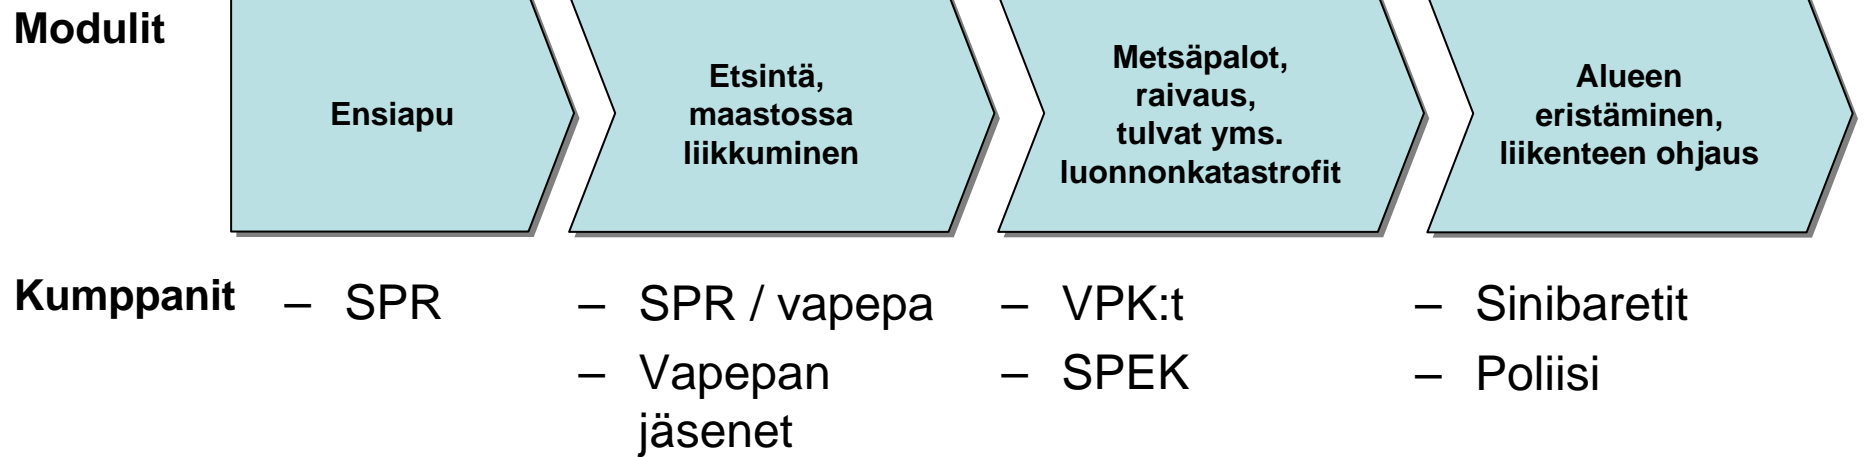 Modulit
Ensiapu
Etsintä,
maastossa
liikkuminen
Metsäpalot,
raivaus,
tulvat yms.
luonnonkatastrofit
Alueen
eristäminen,
liikenteen ohjaus
Kumppanit
– SPR
– SPR / vapepa
– Vapepan
jäsenet
– VPK:t
– SPEK
– Sinibaretit
– Poliisi